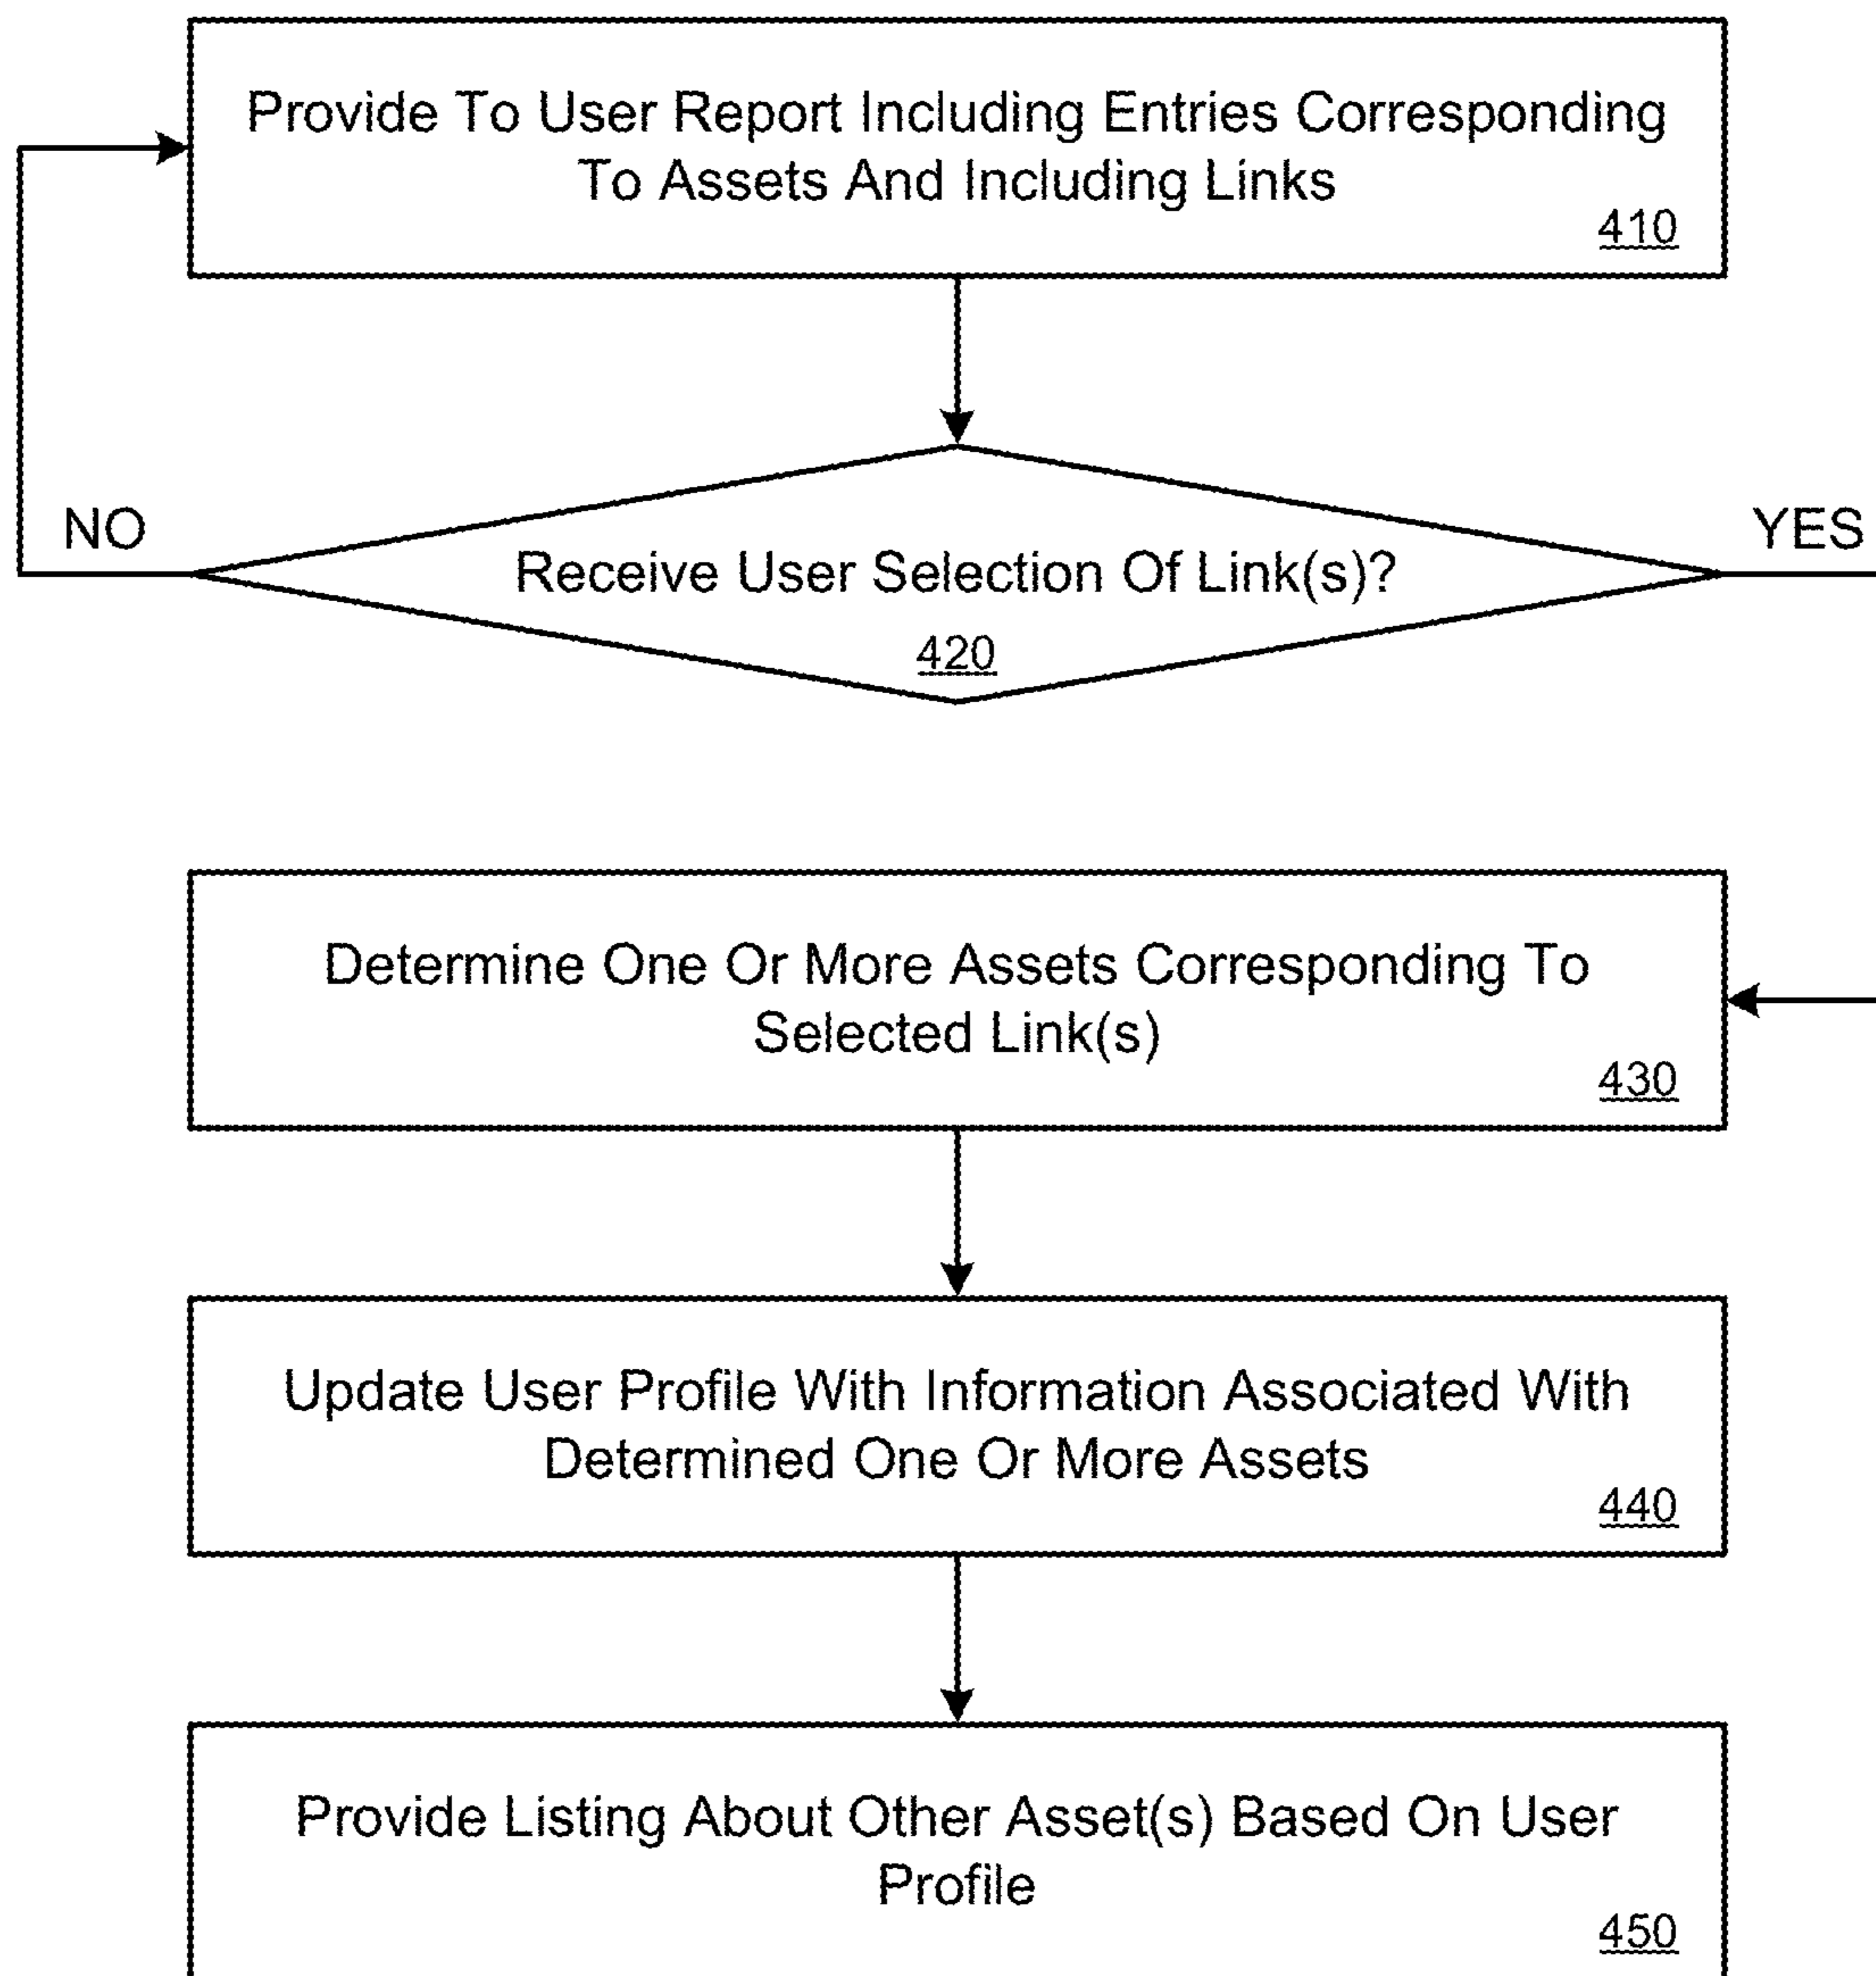 Provide To User Report Including Entries Corresponding
To Assets And Including Links
410
NO
YES
Receive User Selection Of Link(s)?
420
Determine One Or More Assets Corresponding To
Selected Link(s)
430
Update User Profile With Information Associated With
Determined One Or More Assets
440
Provide Listing About Other Asset(s) Based On User
Profile
450